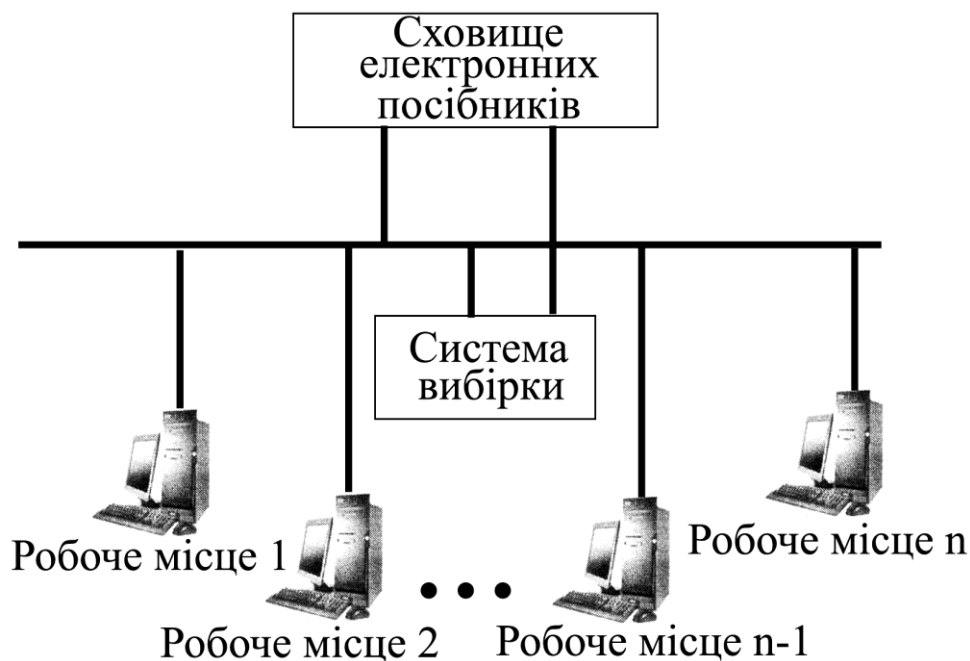 Сховище
електронних
посібників
Система
вибірки
Робоче місце 1
Робоче місце 2
Робоче місце n-1
Робоче місце n